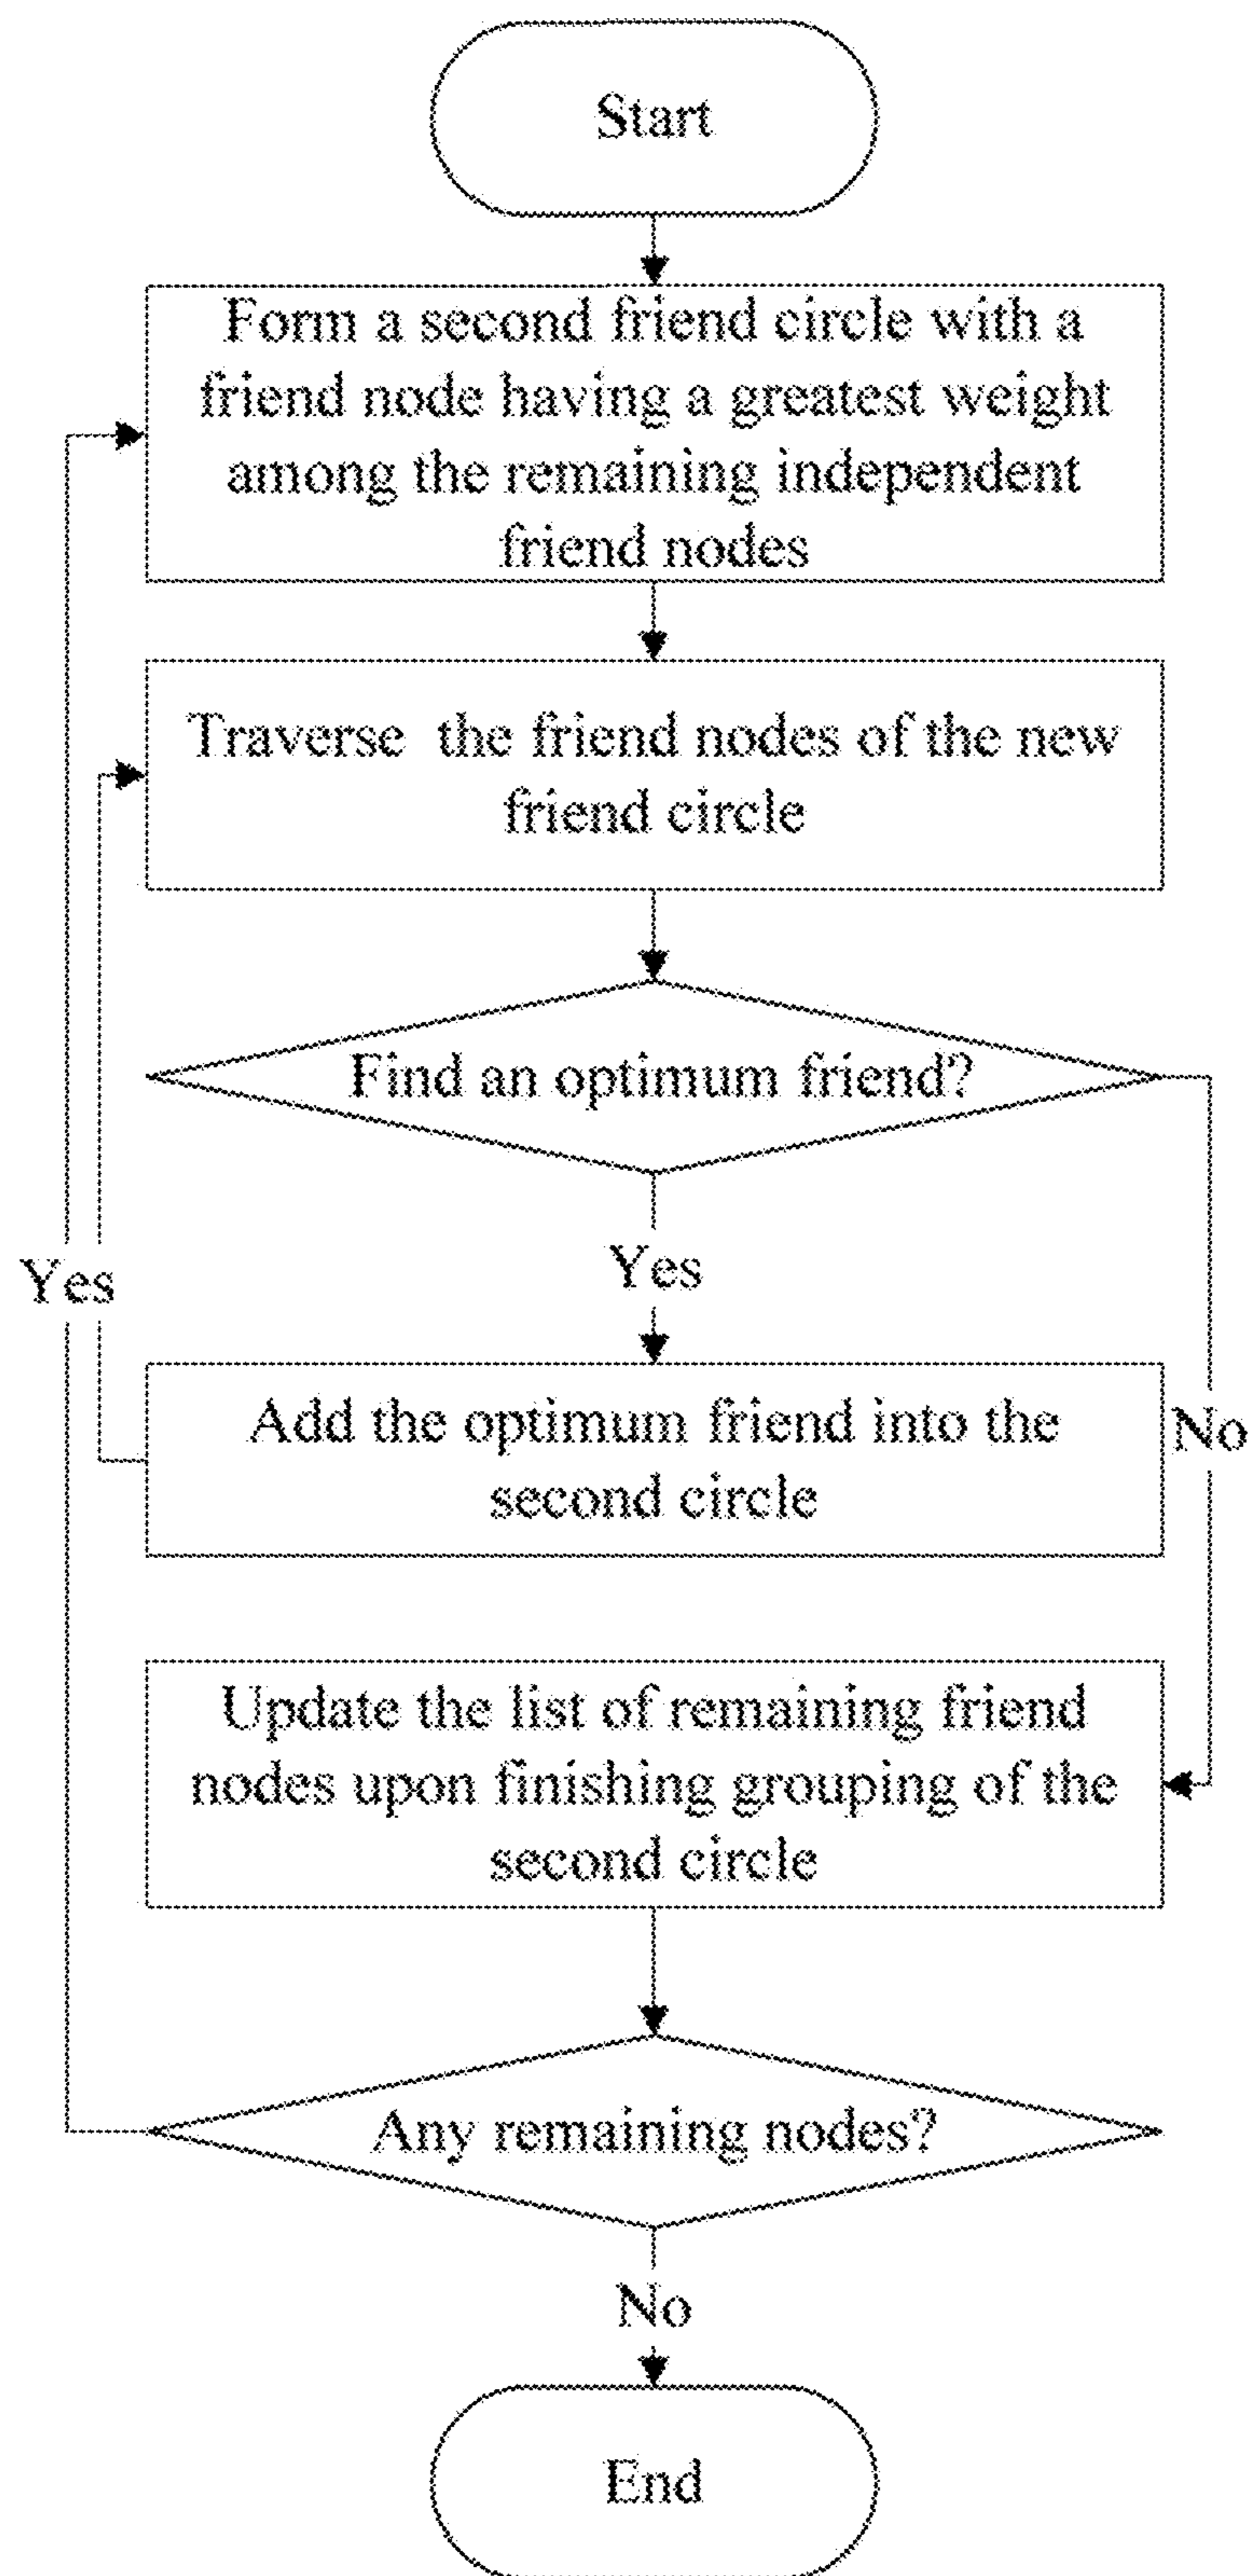 Start
Form a second friend circle with a
friend node having a greatest weight
among the remaining independent
friend nodes
Traverse the friend nodes of the new
friend circle
Find an optimum friend?
Yes
Yes
Add the optimum friend into the
second circle
No
Update the list of remaining friend
nodes upon finishing grouping of the
second circle
Any remaining nodes?
No
End